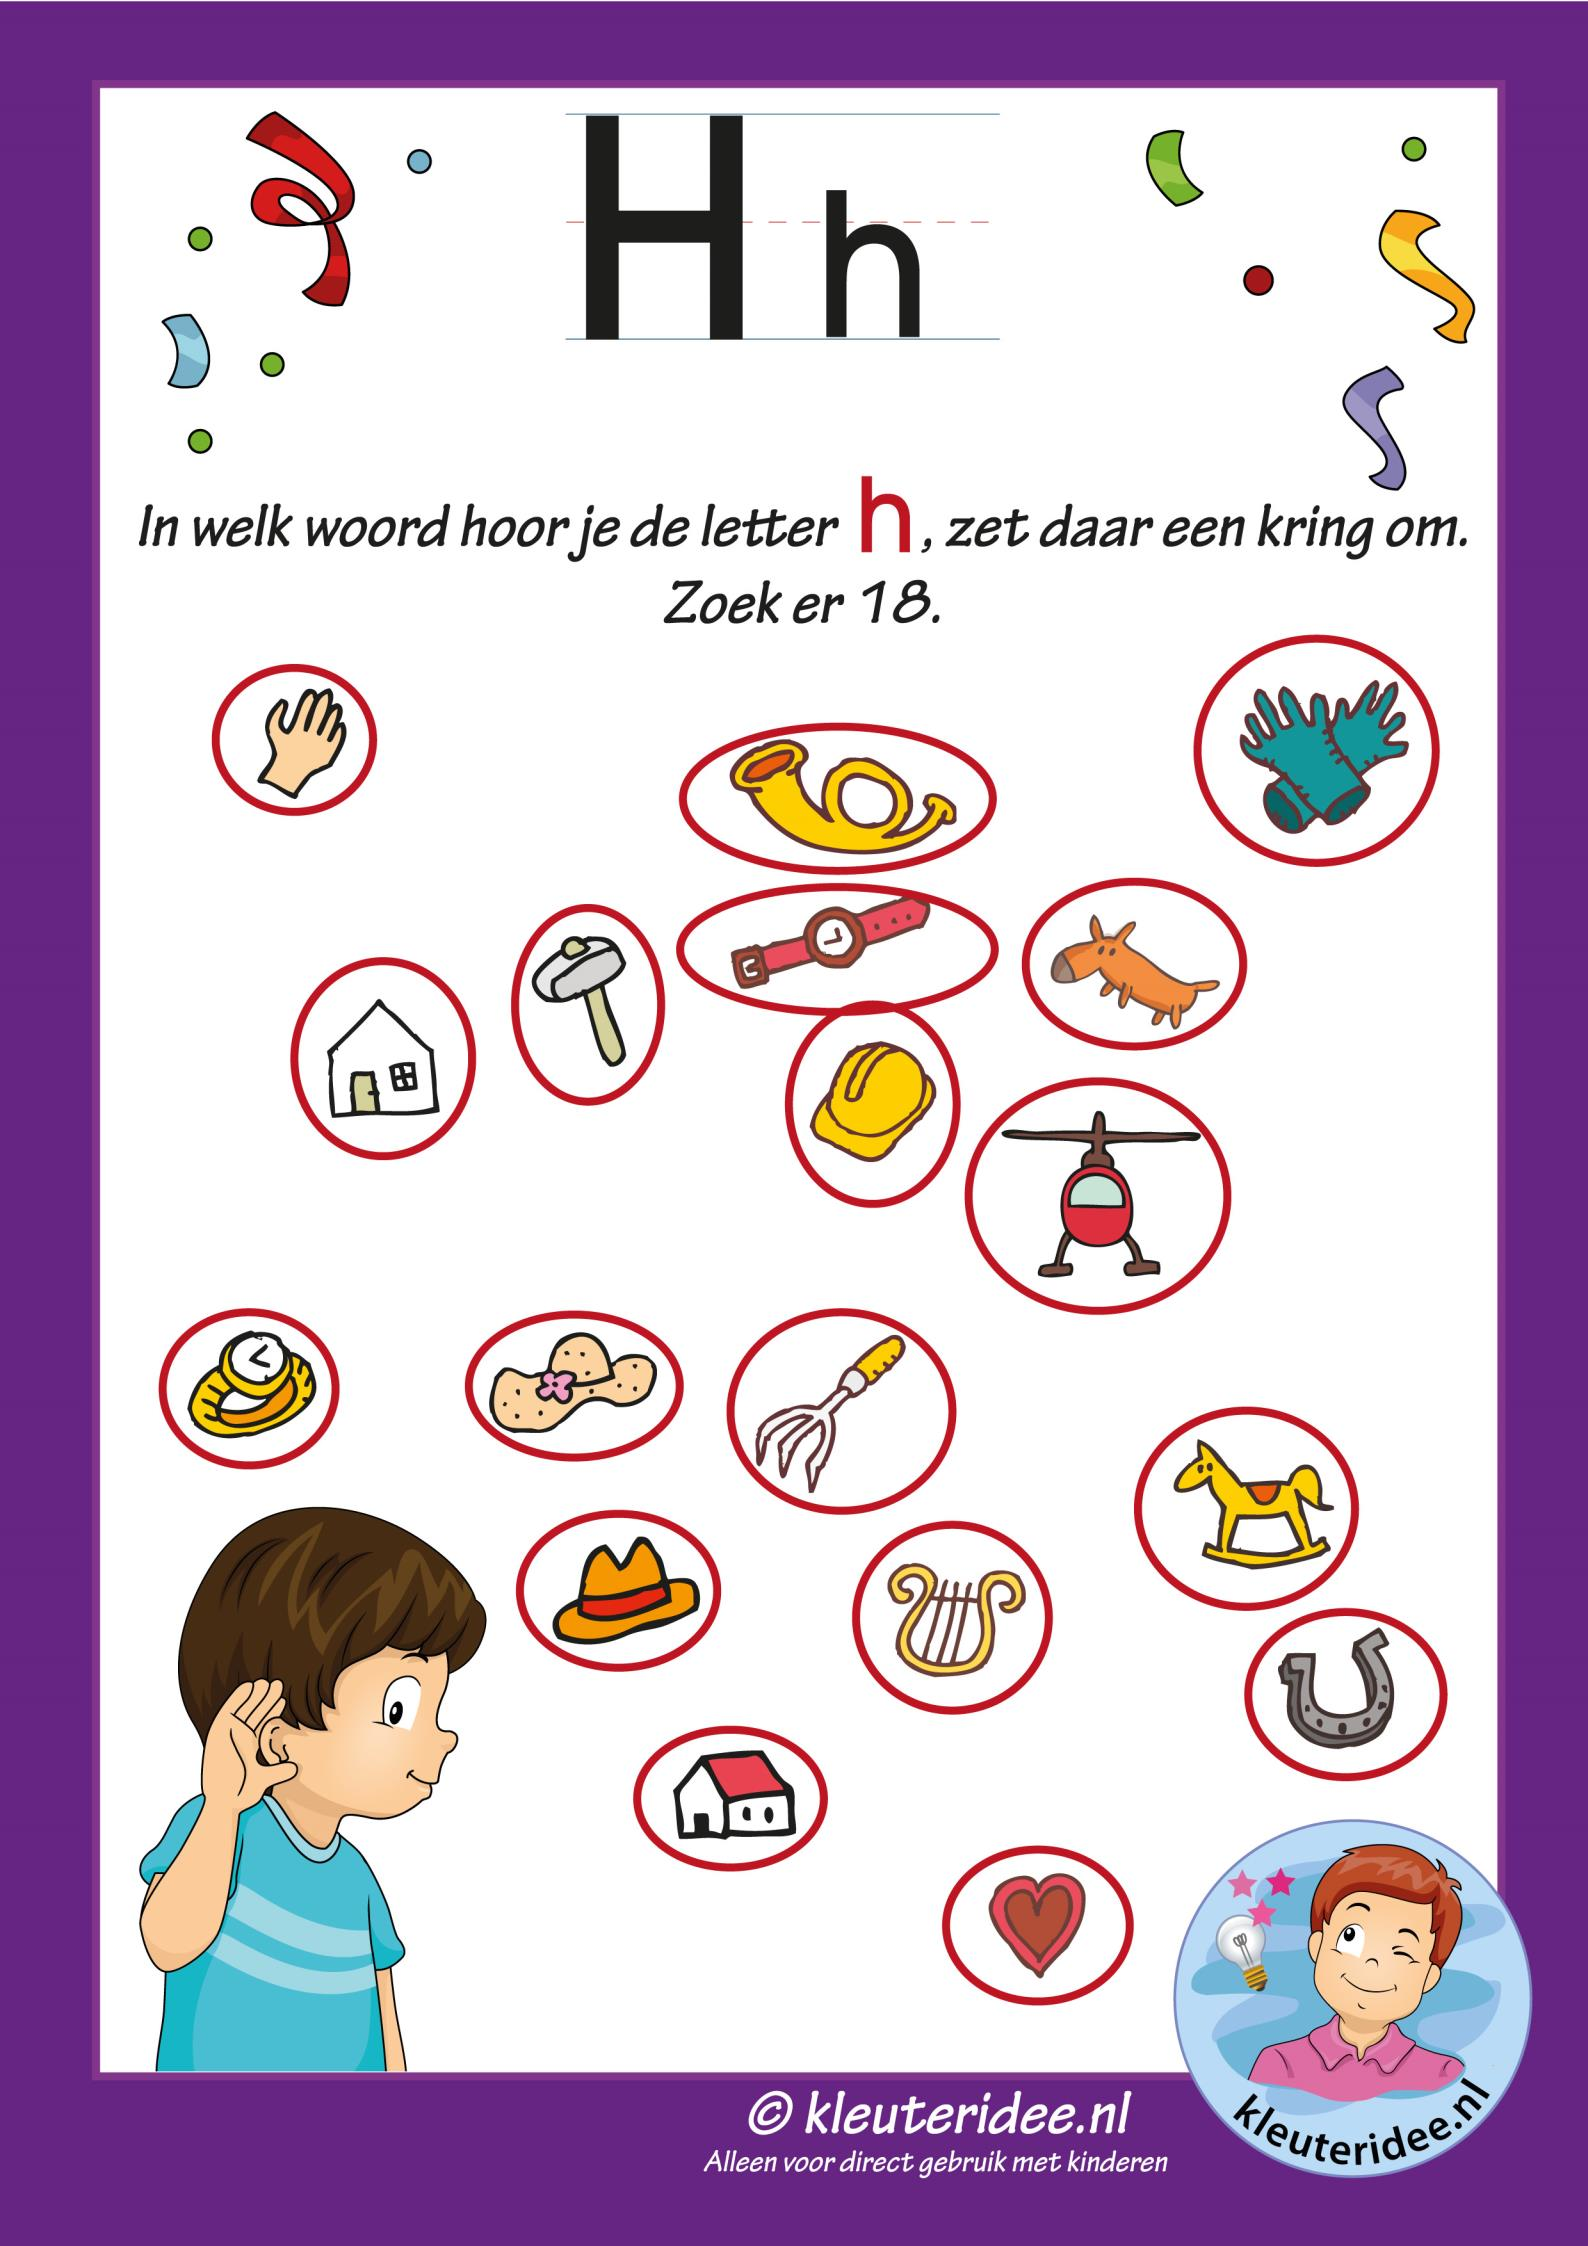 H h
In welk woord hoor je de letter h, zet daar een kring om.
Zoek er 18.
© kleuteridee.nl
Alleen voor direct gebruik met kinderen
kleuteridee.nl